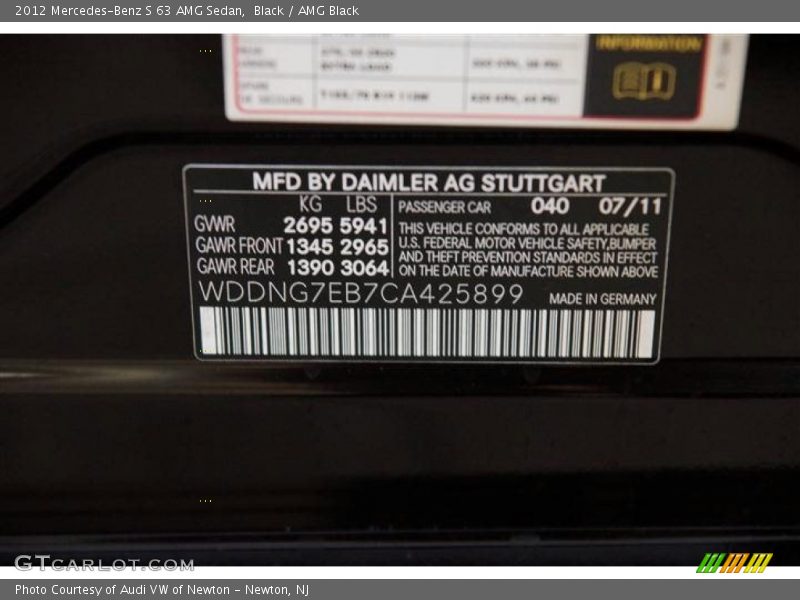 2012 Mercedes-Benz S 63 AMG Sedan, Black / AMG Black
INFORMATION
MFD BY DAIMLER AG STUTTGART
KG LBS PASSENGER CAR 040 07/11
GVWR 2695 5941
GAWR FRONT 1345 2965
GAWR REAR 1390 3064
THIS VEHICLE CONFORMS TO ALL APPLICABLE
U.S. FEDERAL MOTOR VEHICLE SAFETY,BUMPER
AND THEFT PREVENTION STANDARDS IN EFFECT
ON THE DATE OF MANUFACTURE SHOWN ABOVE
WDDNG7EB7CA425899 MADE IN GERMANY
GTCARLOT.COM
Photo Courtesy of Audi VW of Newton - Newton, NJ